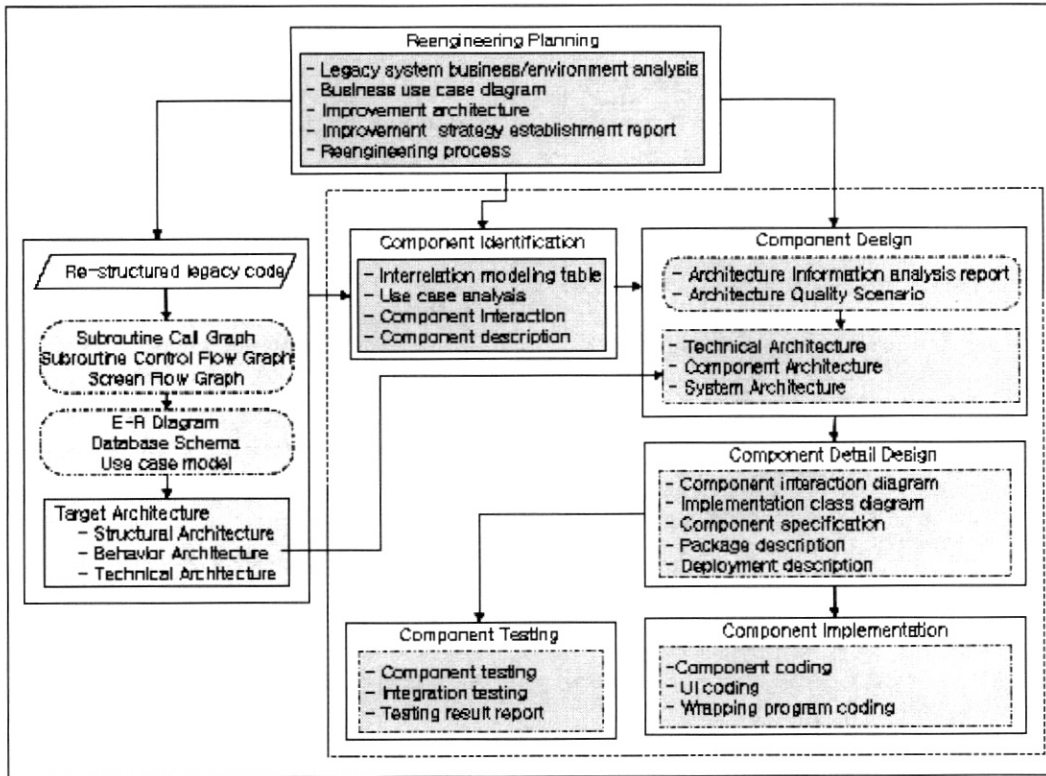 Reengineering Planning
- Legacy system business/environment analysis
- Business use case diagram
- Improvement architecture
- Improvement strategy establishment report
- Reengineering process
Re-structured legacy code
Subroutine Call Graph
Subroutine Control Flow Graph
Screen Flow Graph
E-R Diagram
Database Schema
Use case model
Target Architecture
- Structural Architecture
- Behavior Architecture
- Technical Architecture
Component Identification
- Interrelation modeling table
- Use case analysis
- Component Interaction
- Component description
Component Design
- Architecture Information analysis report
- Architecture Quality Scenario
- Technical Architecture
- Component Architecture
- System Architecture
Component Detail Design
- Component interaction diagram
- Implementation class diagram
- Component specification
- Package description
- Deployment description
Component Testing
- Component testing
- Integration testing
- Testing result report
Component Implementation
-Component coding
- UI coding
- Wrapping program coding